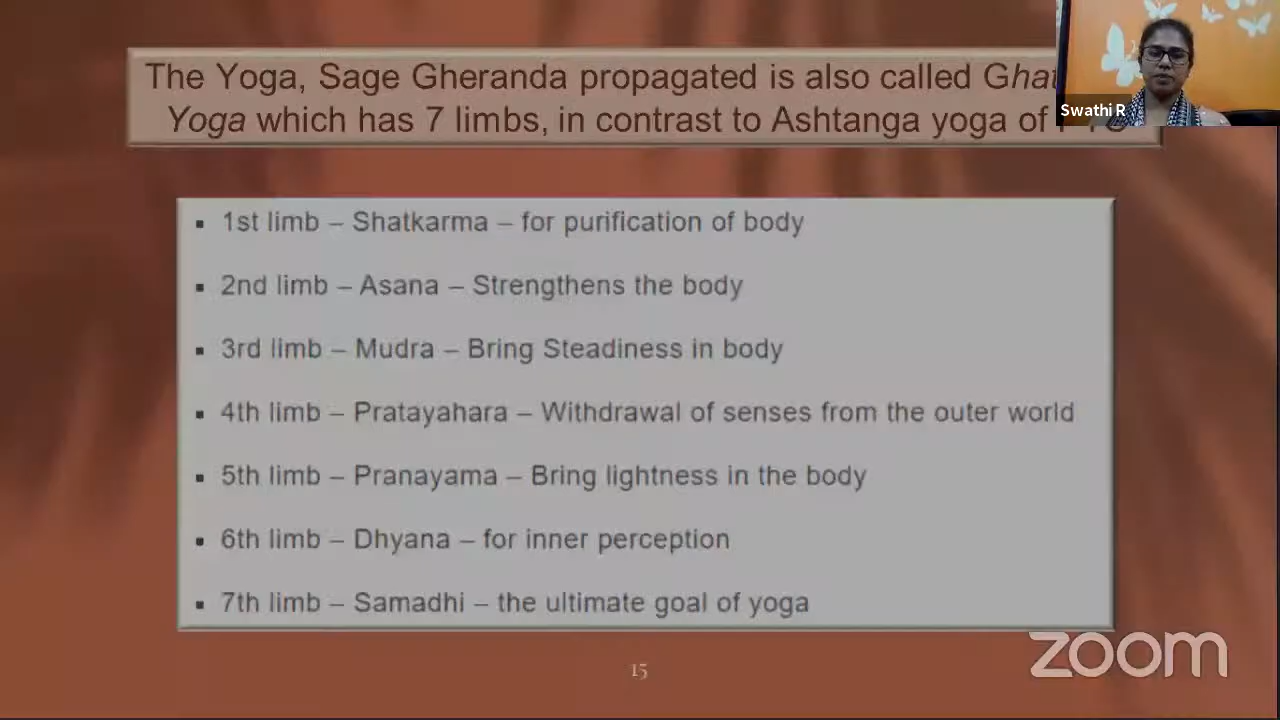 The Yoga, Sage Gheranda propagated is also called
Yoga which has 7 limbs, in contrast to Ashtanga yoga of
Swathi R
▪ 1st limb – Shatkarma – for purification of body
▪ 2nd limb – Asana – Strengthens the body
▪ 3rd limb – Mudra – Bring Steadiness in body
▪ 4th limb – Pratayahara – Withdrawal of senses from the outer world
▪ 5th limb – Pranayama – Bring lightness in the body
▪ 6th limb – Dhyana – for inner perception
▪ 7th limb – Samadhi – the ultimate goal of yoga
zoom
15